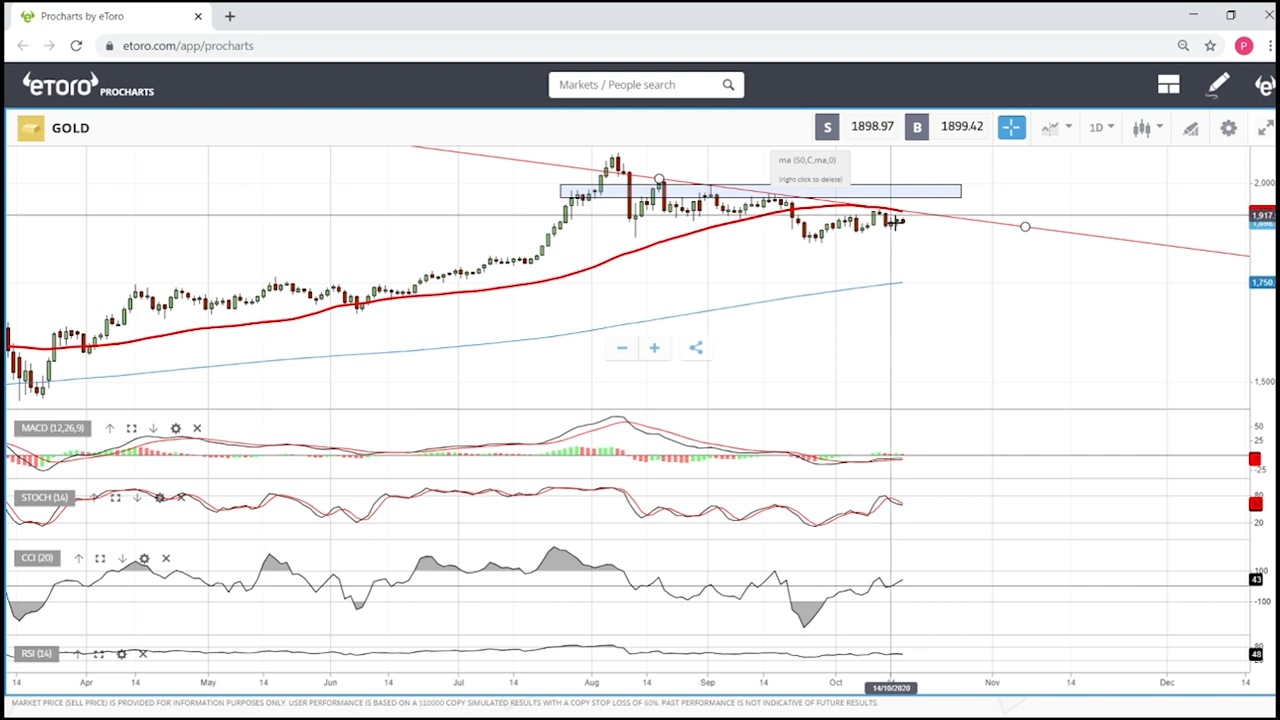 Procharts by eToro
etoro.com/app/procharts
P
eToro PROCHARTS
Markets / People search
GOLD
S 1898.97 B 1899.42
1D
ma (50,C,ma,0)
(right click to delete)
2,000
1,917
1,750
1,500
MACD (12,26,9)
50
25
-25
STOCH (14)
80
20
CCI (20)
100
43
-100
RSI (14)
80
48
14 Apr 14 May 14 Jun 14 Jul 14 Aug 14 Sep 14 Oct Nov 14 Dec 14
14/10/2020
MARKET PRICE (SELL PRICE) IS PROVIDED FOR INFORMATION PURPOSES ONLY. USER PERFORMANCE IS BASED ON A $10000 COPY SIMULATED RESULTS WITH A COPY STOP LOSS OF 60%. PAST PERFORMANCE IS NOT INDICATIVE OF FUTURE RESULTS.